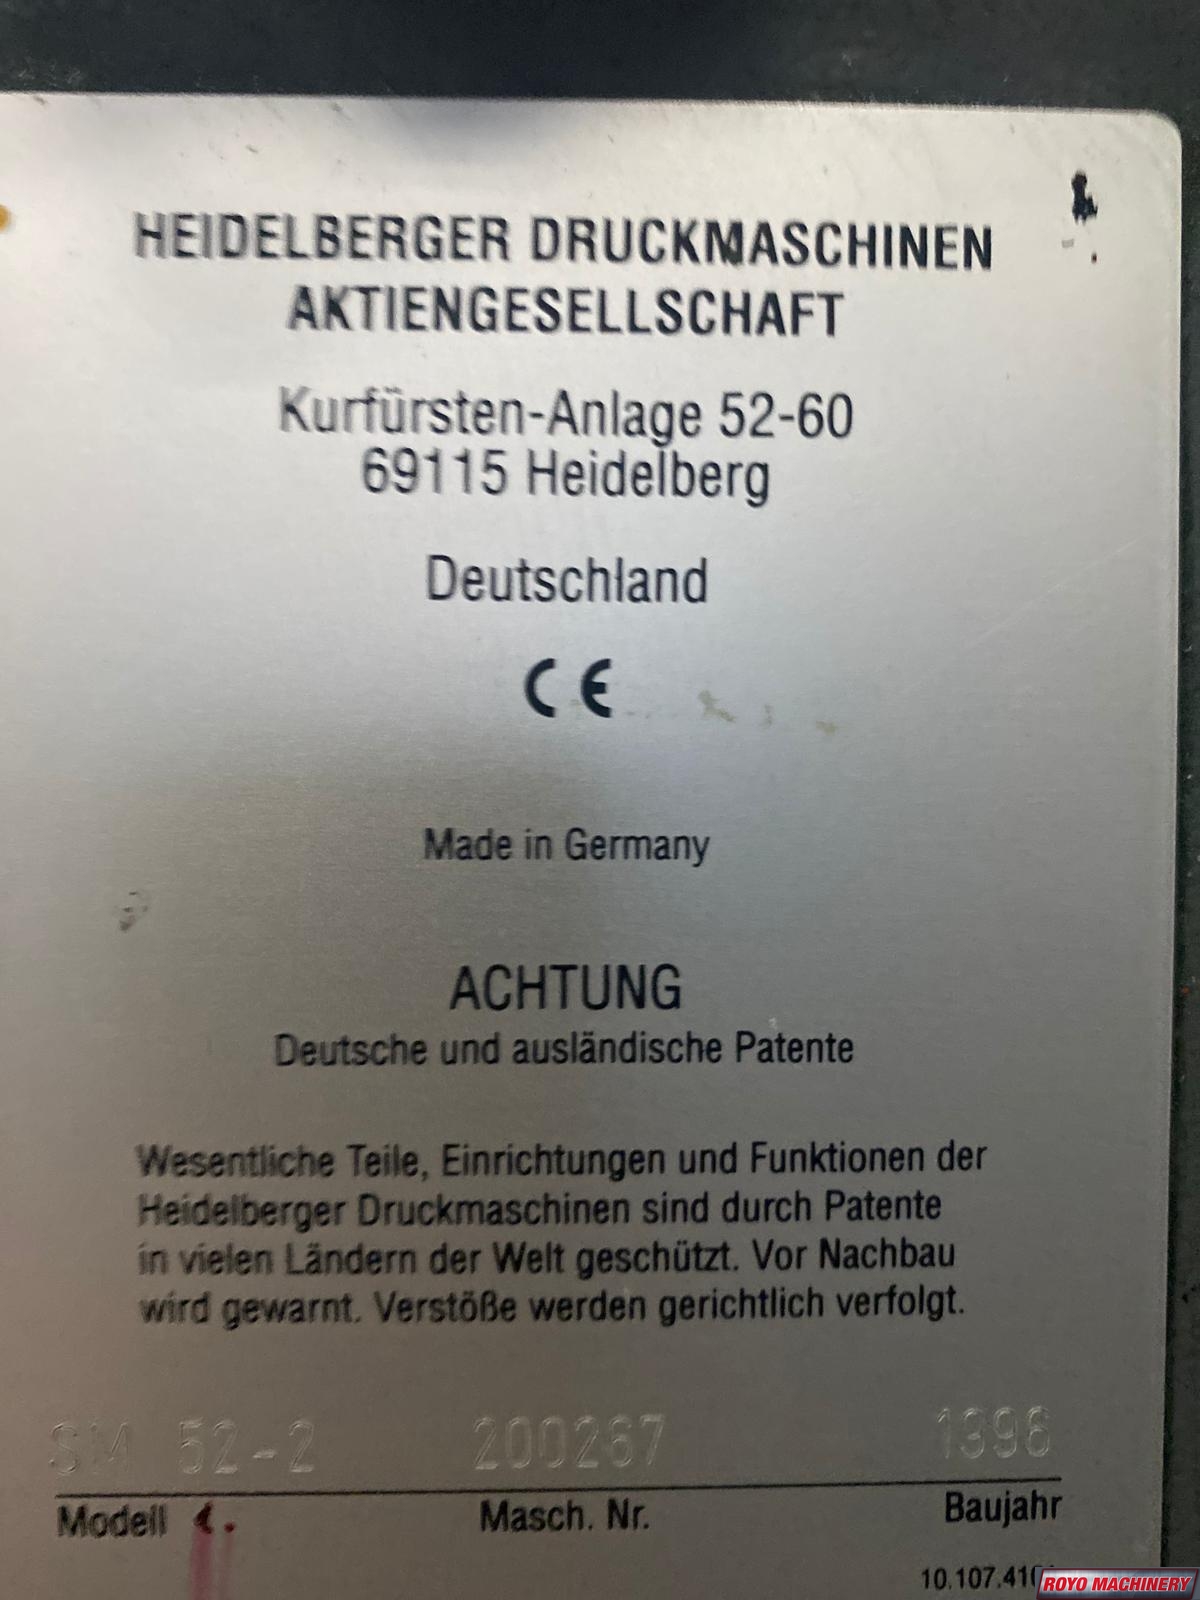 HEIDELBERGER DRUCKMASCHINEN
AKTIENGESELLSCHAFT
Kurfürsten-Anlage 52-60
69115 Heidelberg
Deutschland
CE
Made in Germany
ACHTUNG
Deutsche und ausländische Patente
Wesentliche Teile, Einrichtungen und Funktionen der
Heidelberger Druckmaschinen sind durch Patente
in vielen Ländern der Welt geschützt. Vor Nachbau
wird gewarnt. Verstöße werden gerichtlich verfolgt.
SM 52-2 200267 1996
Modell Masch. Nr. Baujahr
ROYO MACHINERY